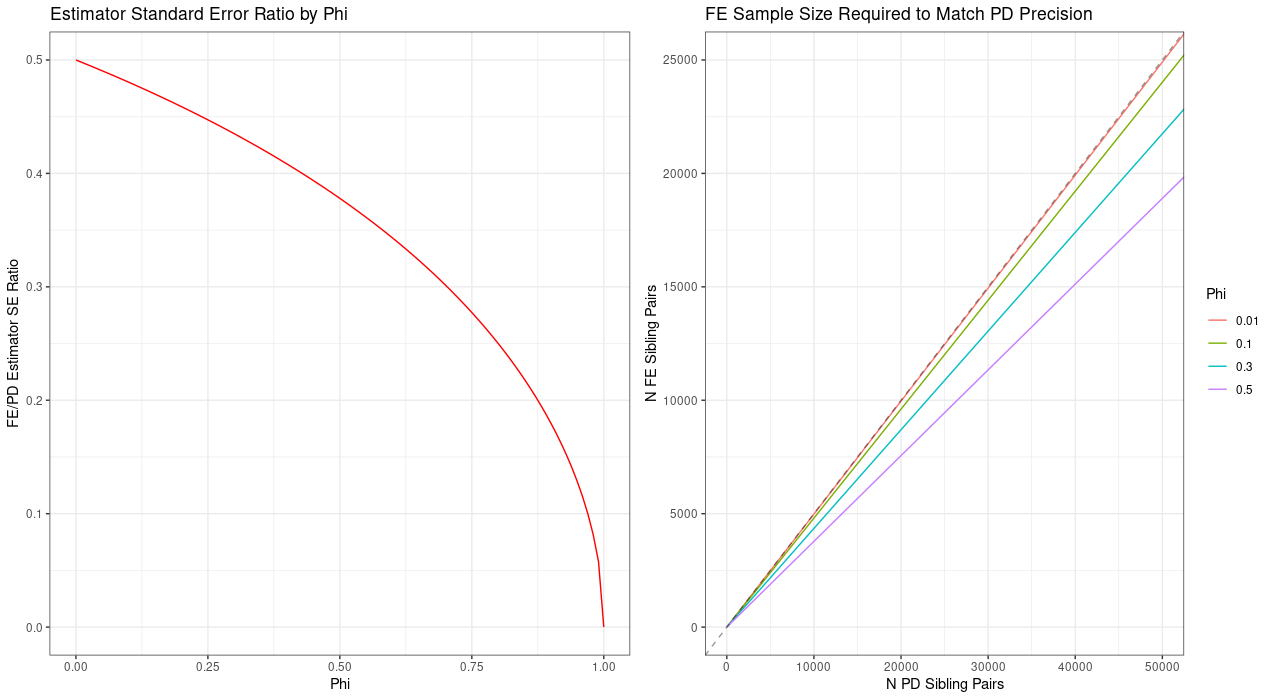 Estimator Standard Error Ratio by Phi
FE/PD Estimator SE Ratio
0.5
0.4
0.3
0.2
0.1
0.0
0.00 0.25 0.50 0.75 1.00
Phi
FE Sample Size Required to Match PD Precision
N FE Sibling Pairs
25000
20000
15000
10000
5000
0
0 10000 20000 30000 40000 50000
N PD Sibling Pairs
Phi
0.01
0.1
0.3
0.5